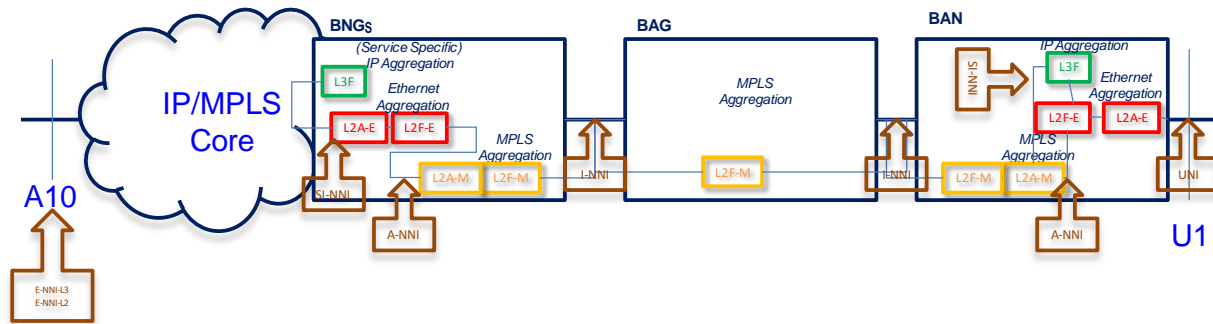 BNGs
BAG
BAN
(Service Specific)
IP Aggregation
IP Aggregation
L3F
L3F
SI-NNI
Ethernet
Aggregation
Ethernet
Aggregation
MPLS
Aggregation
IP/MPLS
Core
L2A-E
L2F-E
L2F-E
L2A-E
MPLS
Aggregation
MPLS
Aggregation
I-NNI
I-NNI
UNI
L2A-M
L2F-M
L2F-M
L2F-M
L2A-M
SI-NNI
A10
A-NNI
A-NNI
U1
E-NNI-L3
E-NNI-L2